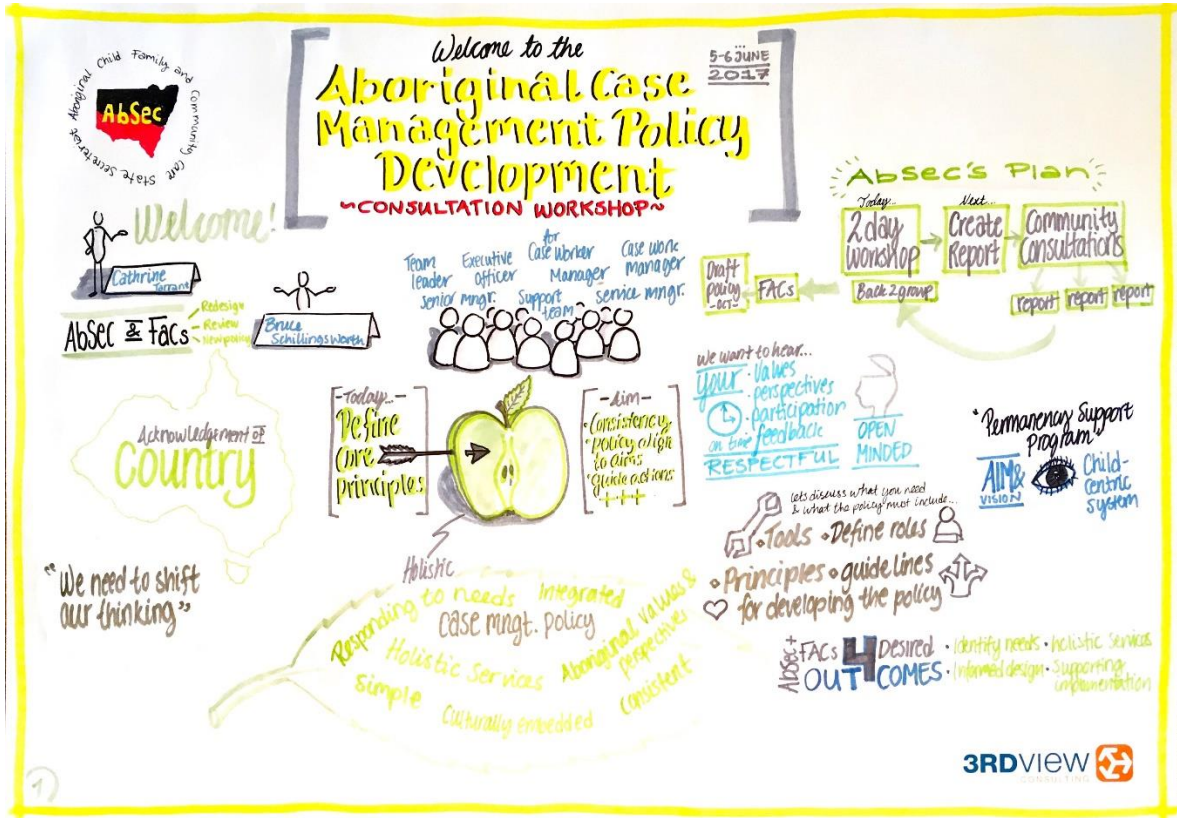 Welcome to the
Aboriginal Case
Management Policy
Development
~CONSULTATION WORKSHOP~
5-6 JUNE
2017
Aboriginal Child Family and Community Care State Secretariat
AbSec
Welcome!
Cathrine
Tarrant
AbSec & FaCs
Redesign
Review
New policy
Bruce
Schillingsworth
for
Team leader
Executive officer
Case Worker
Manager
Case work manager
senior mngr.
Support team
service mngr.
Absec's Plan
Today...
2 day
workshop
Next...
Create
Report
Community
Consultations
report
report
report
Back 2 group
FACs
Draft
policy
-OCT-
Acknowledgement OF
Country
-Today...-
Define
core
principles
-Aim-
• Consistency
• Policy align
to aims
• guide actions
we want to hear...
your
• Values
perspectives
• participation
on time feedback
RESPECTFUL
OPEN
MINDED
"Permanency Support
Program"
AIM &
VISION
Child-
Centric
System
Lets discuss what you need
& what the policy must include...
• Tools • Define roles
• Principles • guidelines
for developing the policy
"We need to shift
our thinking"
Holistic
Responding to needs
Integrated
Case mngt. policy
Holistic Services
Aboriginal Values &
perspectives
Simple
Culturally embedded
consistent
AbSec+
FACs
4
Desired
OUTCOMES
• Identify needs • holistic services
• Informed design • Supporting
implementation
3RDVIEW
CONSULTING
1